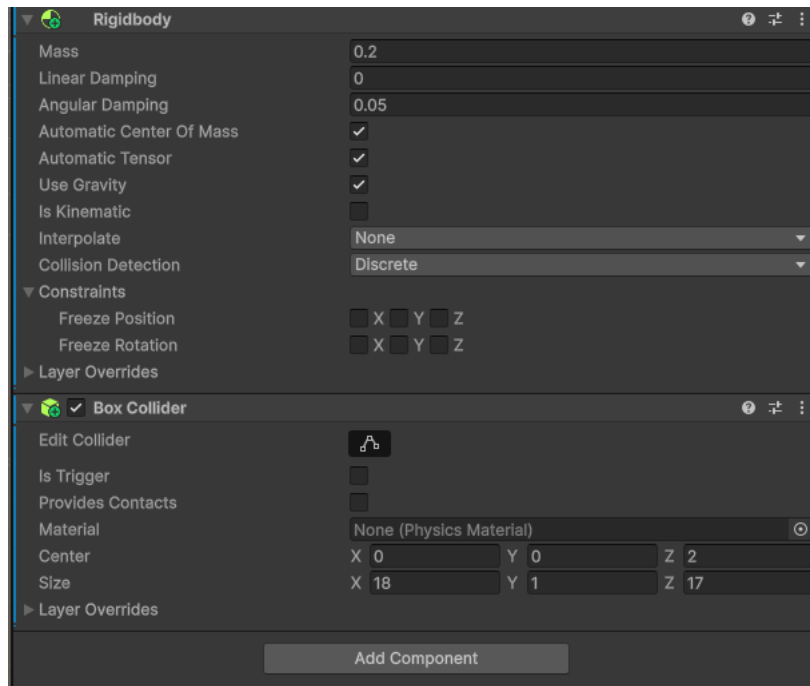 Rigidbody
Mass 0.2
Linear Damping 0
Angular Damping 0.05
Automatic Center Of Mass
Automatic Tensor
Use Gravity
Is Kinematic
Interpolate None
Collision Detection Discrete
Constraints
Freeze Position X Y Z
Freeze Rotation X Y Z
Layer Overrides
Box Collider
Edit Collider
Is Trigger
Provides Contacts
Material None (Physics Material)
Center X 0 Y 0 Z 2
Size X 18 Y 1 Z 17
Layer Overrides
Add Component